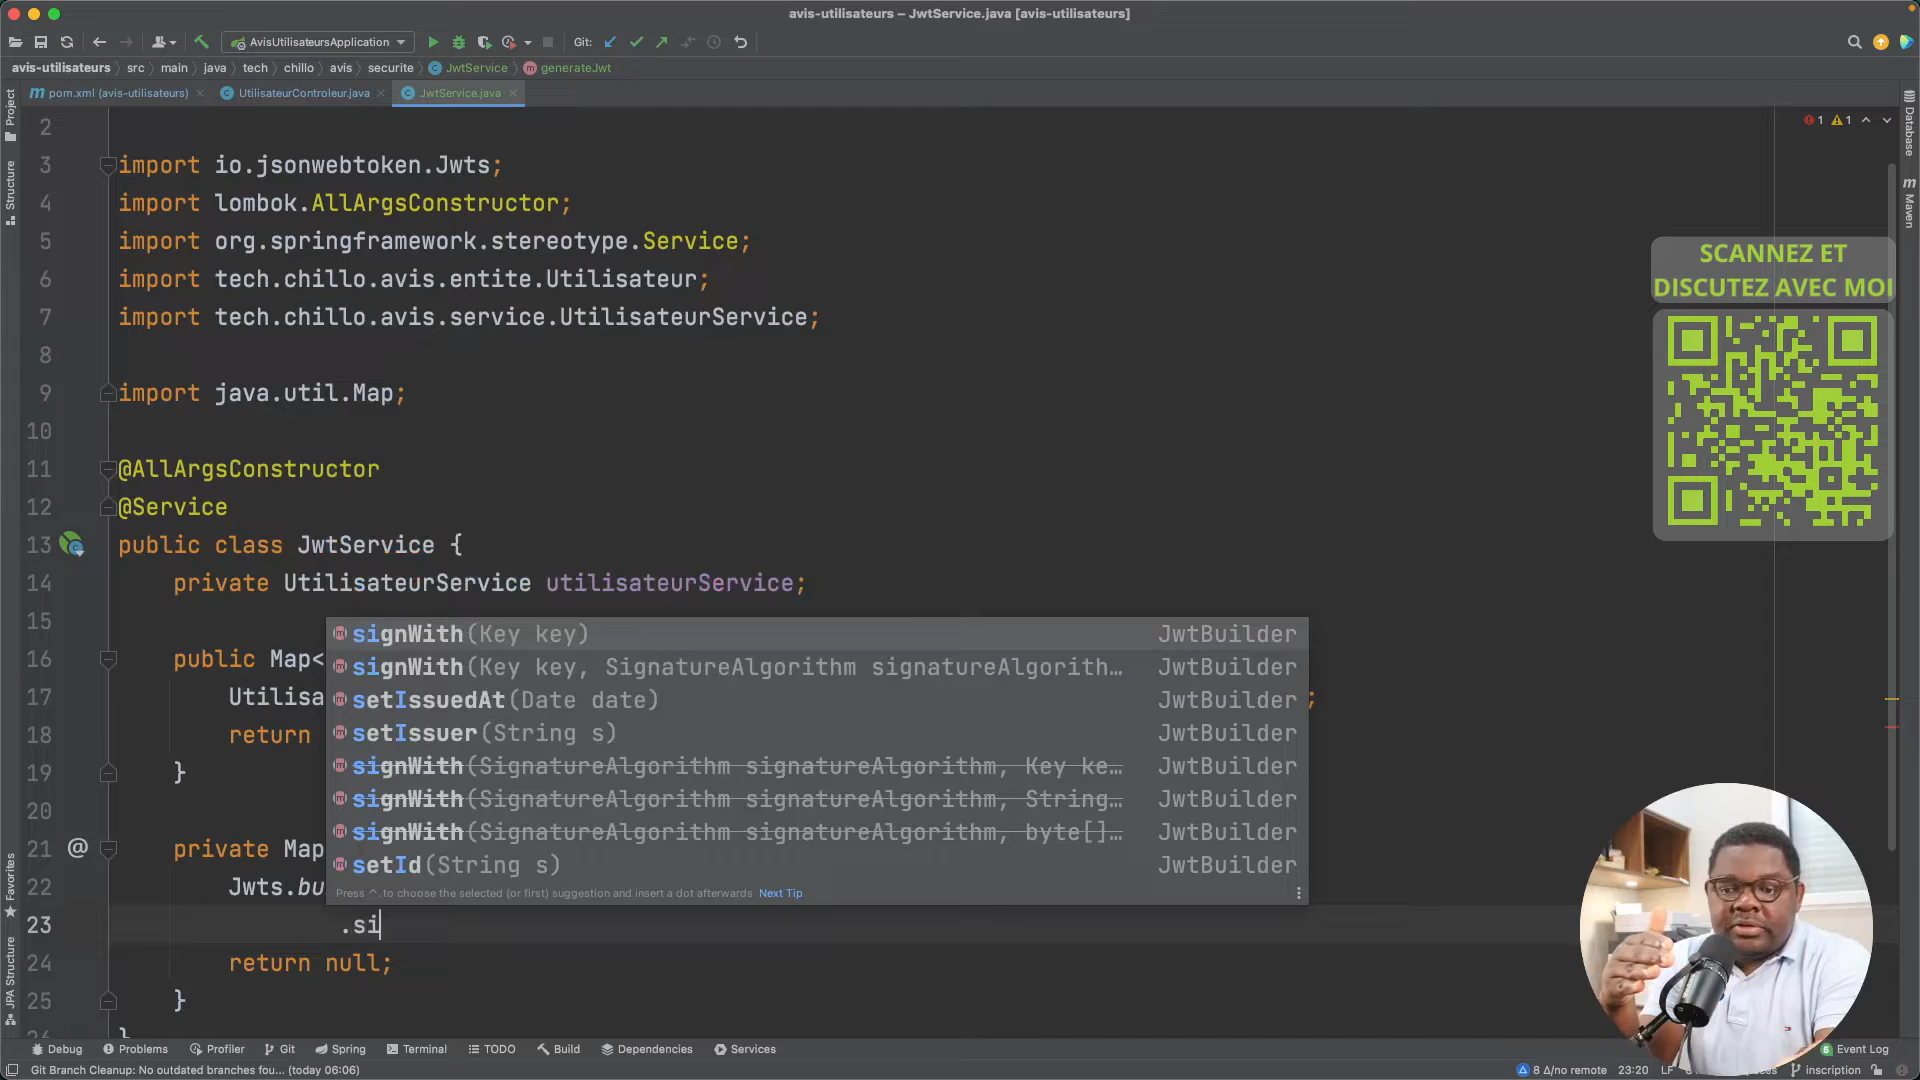 avis-utilisateurs – JwtService.java [avis-utilisateurs]
AvisUtilisateursApplication
Git:
avis-utilisateurs
src
main
java
tech
chillo
avis
securite
JwtService
generateJwt
pom.xml (avis-utilisateurs)
UtilisateurControleur.java
JwtService.java
Project
Structure
Favorites
JPA Structure
Database
Maven
1
1
2
3 import io.jsonwebtoken.Jwts;
4 import lombok.AllArgsConstructor;
5 import org.springframework.stereotype.Service;
6 import tech.chillo.avis.entite.Utilisateur;
7 import tech.chillo.avis.service.UtilisateurService;
8
9 import java.util.Map;
10
11 @AllArgsConstructor
12 @Service
13 public class JwtService {
14 private UtilisateurService utilisateurService;
15
16 public Map<
17 Utilisa ;
18 return
19 }
20
21 @ private Map
22 Jwts.bu
23 .si
24 return null;
25 }
signWith(Key key) JwtBuilder
signWith(Key key, SignatureAlgorithm signatureAlgorith… JwtBuilder
setIssuedAt(Date date) JwtBuilder
setIssuer(String s) JwtBuilder
signWith(SignatureAlgorithm signatureAlgorithm, Key ke… JwtBuilder
signWith(SignatureAlgorithm signatureAlgorithm, String… JwtBuilder
signWith(SignatureAlgorithm signatureAlgorithm, byte[]… JwtBuilder
setId(String s) JwtBuilder
Press ^. to choose the selected (or first) suggestion and insert a dot afterwards Next Tip
SCANNEZ ET
DISCUTEZ AVEC MOI
Debug
Problems
Profiler
Git
Spring
Terminal
TODO
Build
Dependencies
Services
5 Event Log
Git Branch Cleanup: No outdated branches fou... (today 06:06)
8 Δ/no remote
23:20
LF
inscription